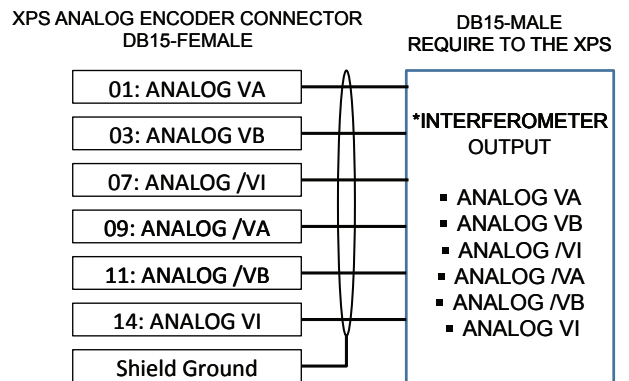 XPS ANALOG ENCODER CONNECTOR
DB15-FEMALE
DB15-MALE
REQUIRE TO THE XPS
01: ANALOG VA
03: ANALOG VB
07: ANALOG /VI
09: ANALOG /VA
11: ANALOG /VB
14: ANALOG VI
Shield Ground
*INTERFEROMETER
OUTPUT
▪ ANALOG VA
▪ ANALOG VB
▪ ANALOG /VI
▪ ANALOG /VA
▪ ANALOG /VB
▪ ANALOG VI